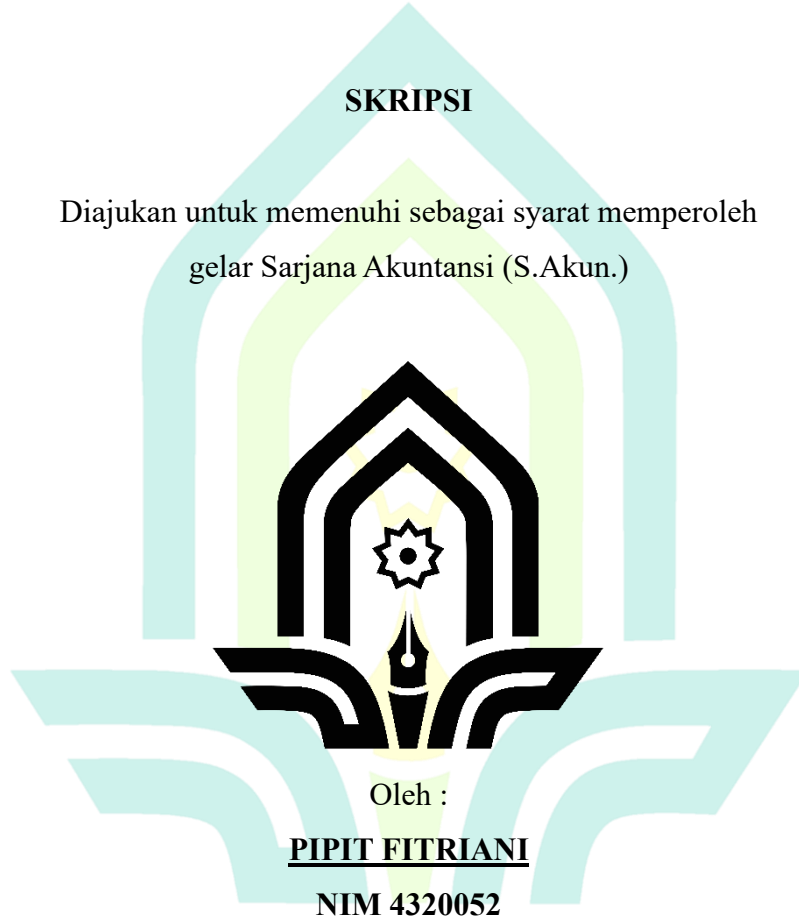 SKRIPSI
Diajukan untuk memenuhi sebagai syarat memperoleh
gelar Sarjana Akuntansi (S.Akun.)
Oleh :
PIPIT FITRIANI
NIM 4320052